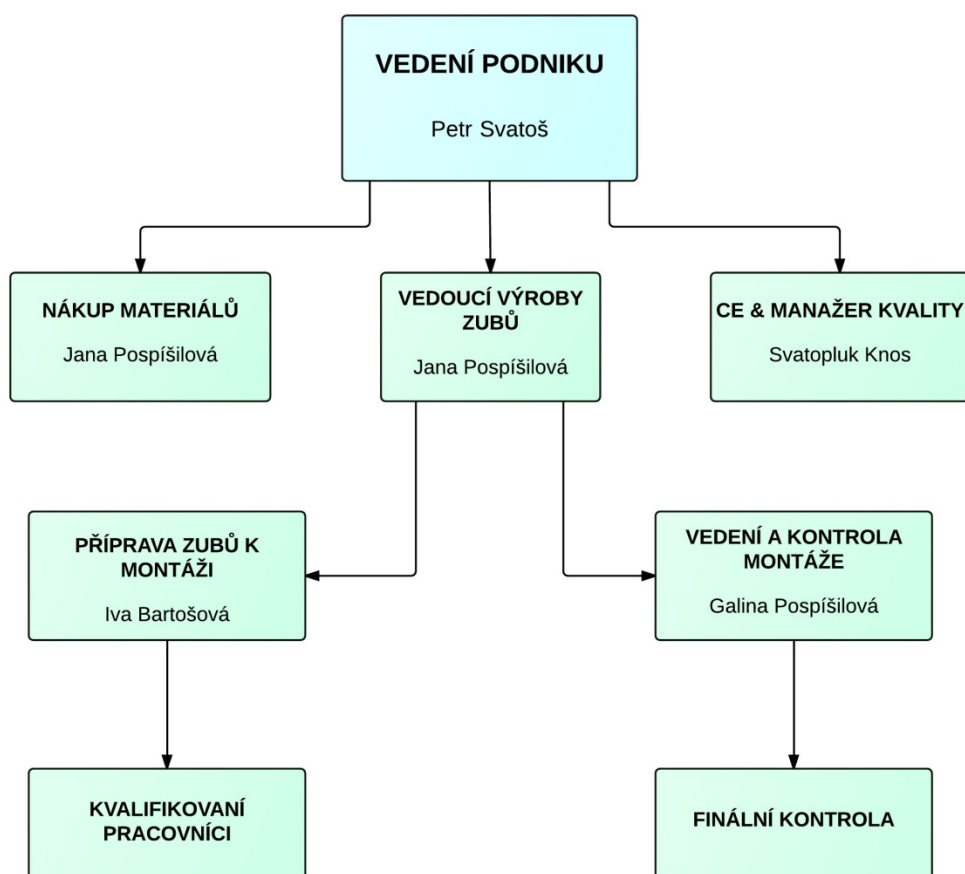 VEDENÍ PODNIKU
Petr Svatoš
NÁKUP MATERIÁLŮ
Jana Pospíšilová
VEDOUCÍ VÝROBY
ZUBŮ
Jana Pospíšilová
CE & MANAŽER KVALITY
Svatopluk Knos
PŘÍPRAVA ZUBŮ K
MONTÁŽI
Iva Bartošová
VEDENÍ A KONTROLA
MONTÁŽE
Galina Pospíšilová
KVALIFIKOVANÍ
PRACOVNÍCI
FINÁLNÍ KONTROLA